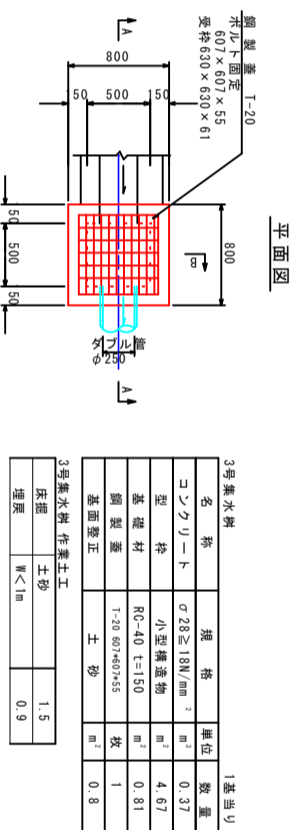 平面図
鋼製蓋 T-20
ボルト固定
607×607×55
受枠630×630×61
A
A
800
150 500 150
800
B
150 500 150
ダブル管
φ250
3号集水桝 1基当り
名称 規格 単位 数量
コンクリート σ28≧18N/mm² m³ 0.37
型枠 小型構造物 m² 4.67
基礎材 RC-40 t=150 m² 0.81
鋼製蓋 T-20 607*607*55 枚 1
基面整正 土砂 m² 0.8
3号集水桝 作業土工
床掘 土砂 1.5
埋戻 W<1m 0.9